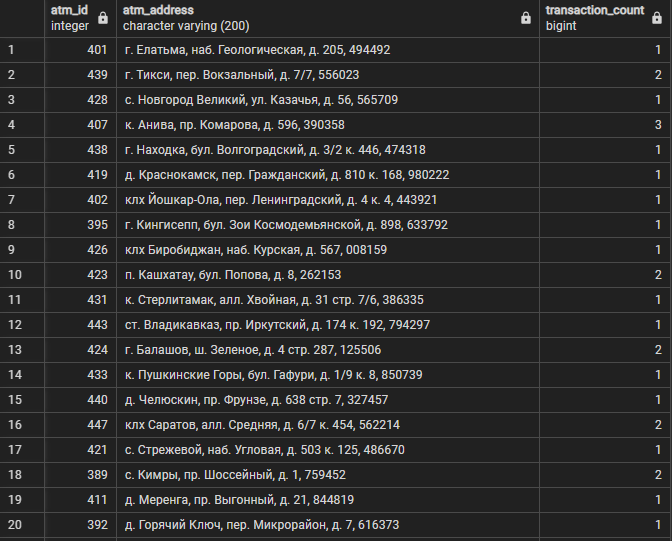 atm_id atm_address transaction_count
integer character varying (200) bigint
1 401 г. Елатьма, наб. Геологическая, д. 205, 494492 1
2 439 г. Тикси, пер. Вокзальный, д. 7/7, 556023 2
3 428 с. Новгород Великий, ул. Казачья, д. 56, 565709 1
4 407 к. Анива, пр. Комарова, д. 596, 390358 3
5 438 г. Находка, бул. Волгоградский, д. 3/2 к. 446, 474318 1
6 419 д. Краснокамск, пер. Гражданский, д. 810 к. 168, 980222 1
7 402 клх Йошкар-Ола, пер. Ленинградский, д. 4 к. 4, 443921 1
8 395 г. Кингисепп, бул. Зои Космодемьянской, д. 898, 633792 1
9 426 клх Биробиджан, наб. Курская, д. 567, 008159 1
10 423 п. Кашхатау, бул. Попова, д. 8, 262153 2
11 431 к. Стерлитамак, алл. Хвойная, д. 31 стр. 7/6, 386335 1
12 443 ст. Владикавказ, пр. Иркутский, д. 174 к. 192, 794297 1
13 424 г. Балашов, ш. Зеленое, д. 4 стр. 287, 125506 2
14 433 к. Пушкинские Горы, бул. Гафури, д. 1/9 к. 8, 850739 1
15 440 д. Челюскин, пр. Фрунзе, д. 638 стр. 7, 327457 1
16 447 клх Саратов, алл. Средняя, д. 6/7 к. 454, 562214 2
17 421 с. Стрежевой, наб. Угловая, д. 503 к. 125, 486670 1
18 389 с. Кимры, пр. Шоссейный, д. 1, 759452 2
19 411 д. Меренга, пр. Выгонный, д. 21, 844819 1
20 392 д. Горячий Ключ, пер. Микрорайон, д. 7, 616373 1